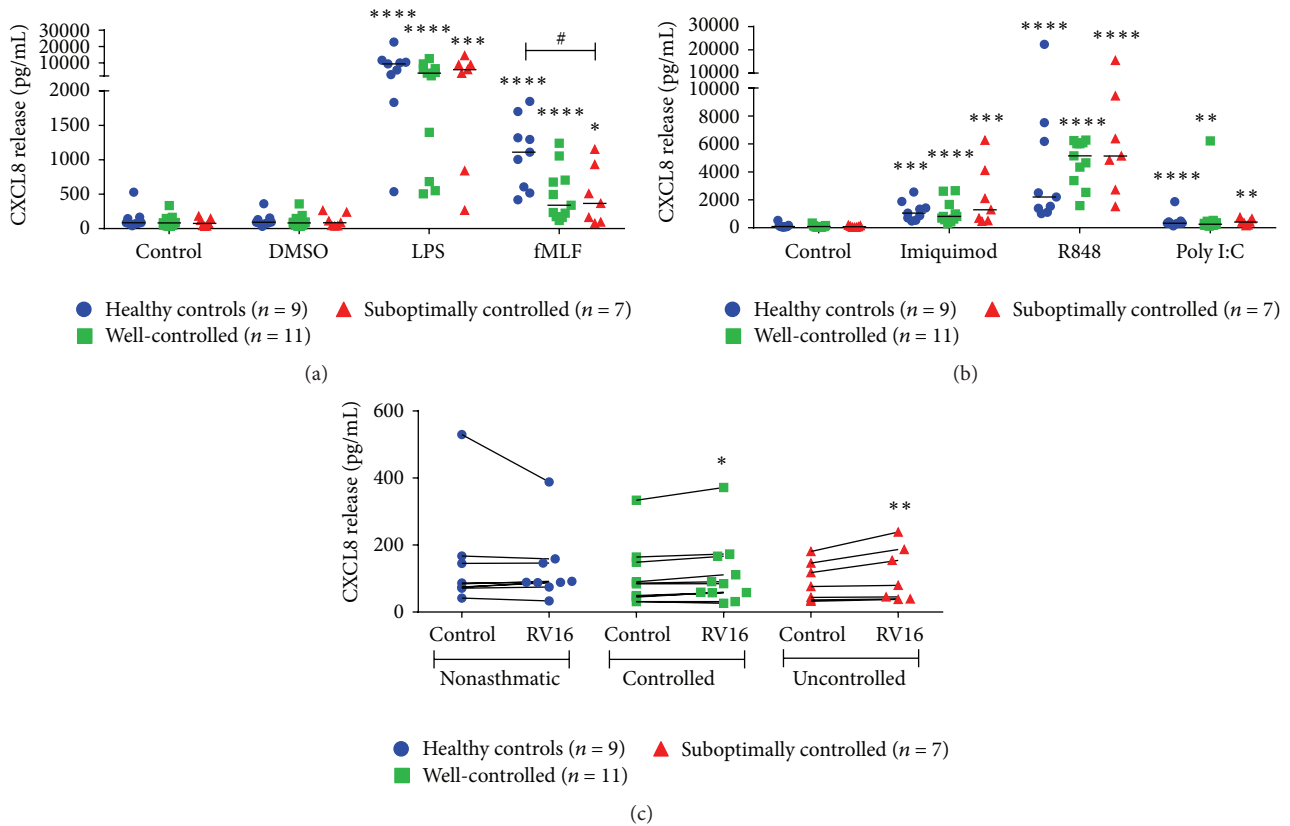 CXCL8 release (pg/mL)
30000
20000
10000
2000
1500
1000
500
0
****
****
***
#
****
****
*
Control
DMSO
LPS
fMLF
Healthy controls (n = 9)
Suboptimally controlled (n = 7)
Well-controlled (n = 11)
(a)
CXCL8 release (pg/mL)
30000
20000
10000
10000
8000
6000
4000
2000
0
***
****
***
****
****
****
****
**
**
Control
Imiquimod
R848
Poly I:C
Healthy controls (n = 9)
Suboptimally controlled (n = 7)
Well-controlled (n = 11)
(b)
CXCL8 release (pg/mL)
600
400
200
0
*
**
Control
RV16
Control
RV16
Control
RV16
Nonasthmatic
Controlled
Uncontrolled
Healthy controls (n = 9)
Suboptimally controlled (n = 7)
Well-controlled (n = 11)
(c)